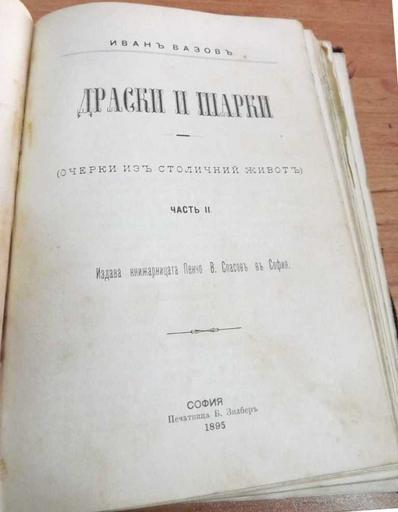 ИВАНЪ ВАЗОВЪ
ДРАСКИ И ШАРКИ
(ОЧЕРКИ ИЗЪ СТОЛИЧНИЙ ЖИВОТЪ)
ЧАСТЬ II
Издава книжарницата Пенчо В. Спасовъ въ София.
СОФИЯ
Печатница Б. Зилберъ
1895